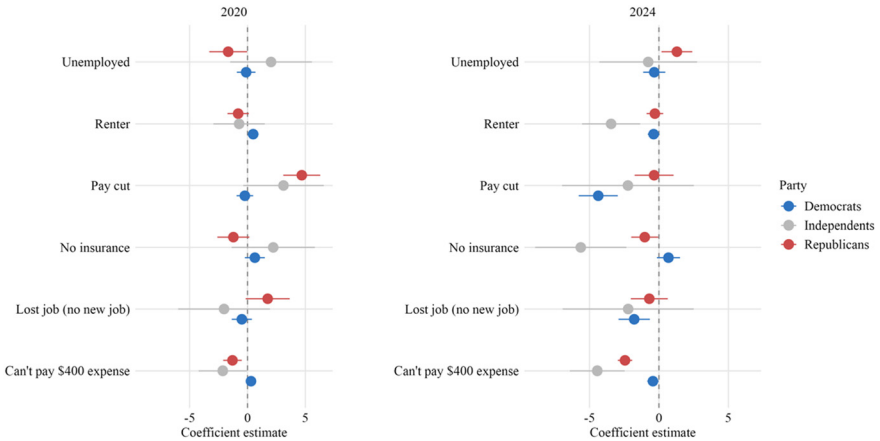 2020
Unemployed
Renter
Pay cut
No insurance
Lost job (no new job)
Can't pay $400 expense
-5 0 5
Coefficient estimate
2024
Unemployed
Renter
Pay cut
No insurance
Lost job (no new job)
Can't pay $400 expense
-5 0 5
Coefficient estimate
Party
Democrats
Independents
Republicans